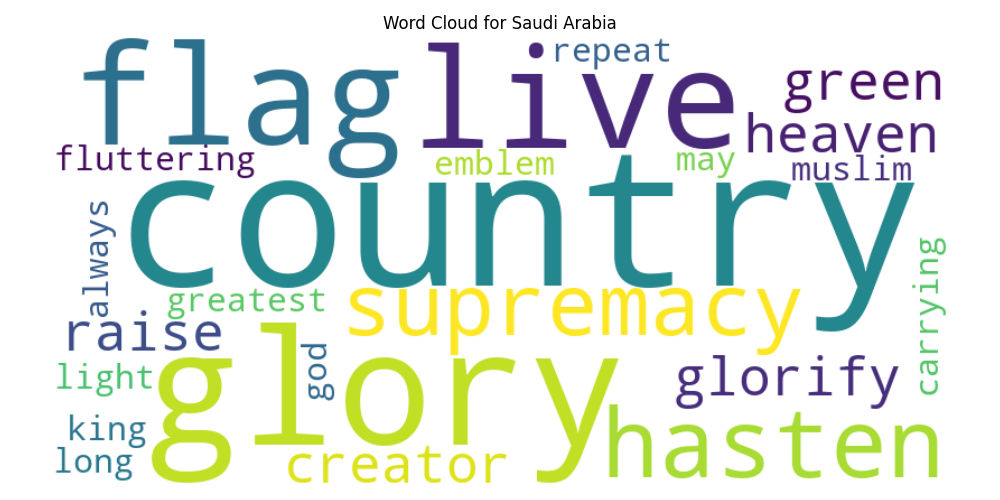 Word Cloud for Saudi Arabia
flag
live
repeat
green
heaven
fluttering
emblem
may
muslim
country
always
greatest
supremacy
carrying
raise
glory
god
light
glorify
king
long
creator
hasten